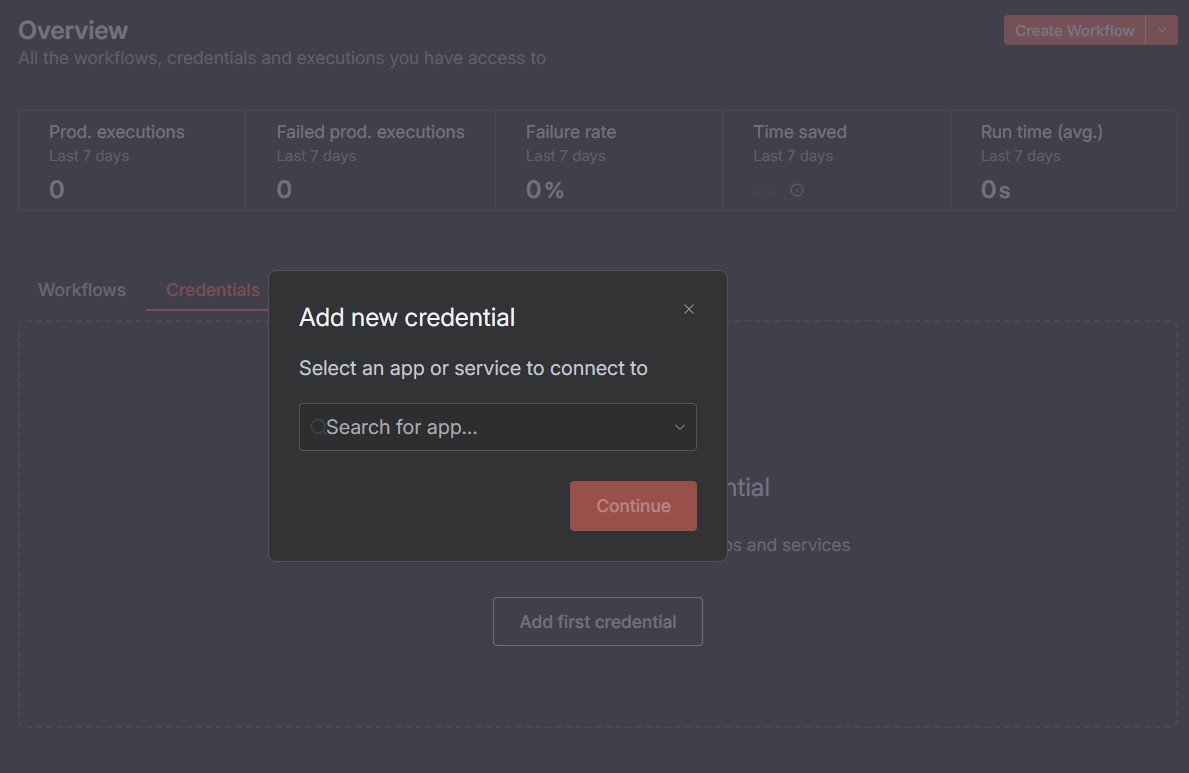 Overview
Create Workflow
All the workflows, credentials and executions you have access to
Prod. executions
Last 7 days
0
Failed prod. executions
Last 7 days
0
Failure rate
Last 7 days
0%
Time saved
Last 7 days
--
Run time (avg.)
Last 7 days
0s
Workflows
Credentials
Add new credential
Select an app or service to connect to
Search for app...
Continue
ntial
s and services
Add first credential